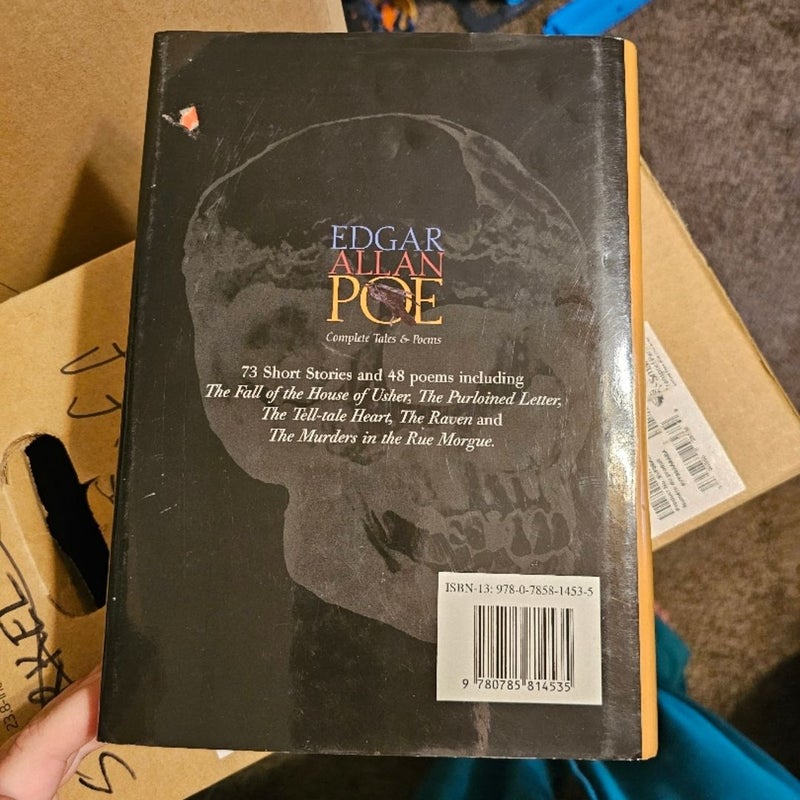 EDGAR
ALLAN
POE
Complete Tales & Poems
73 Short Stories and 48 poems including
The Fall of the House of Usher, The Purloined Letter,
The Tell-tale Heart, The Raven and
The Murders in the Rue Morgue.
ISBN-13: 978-0-7858-1453-5
9 780785 814535